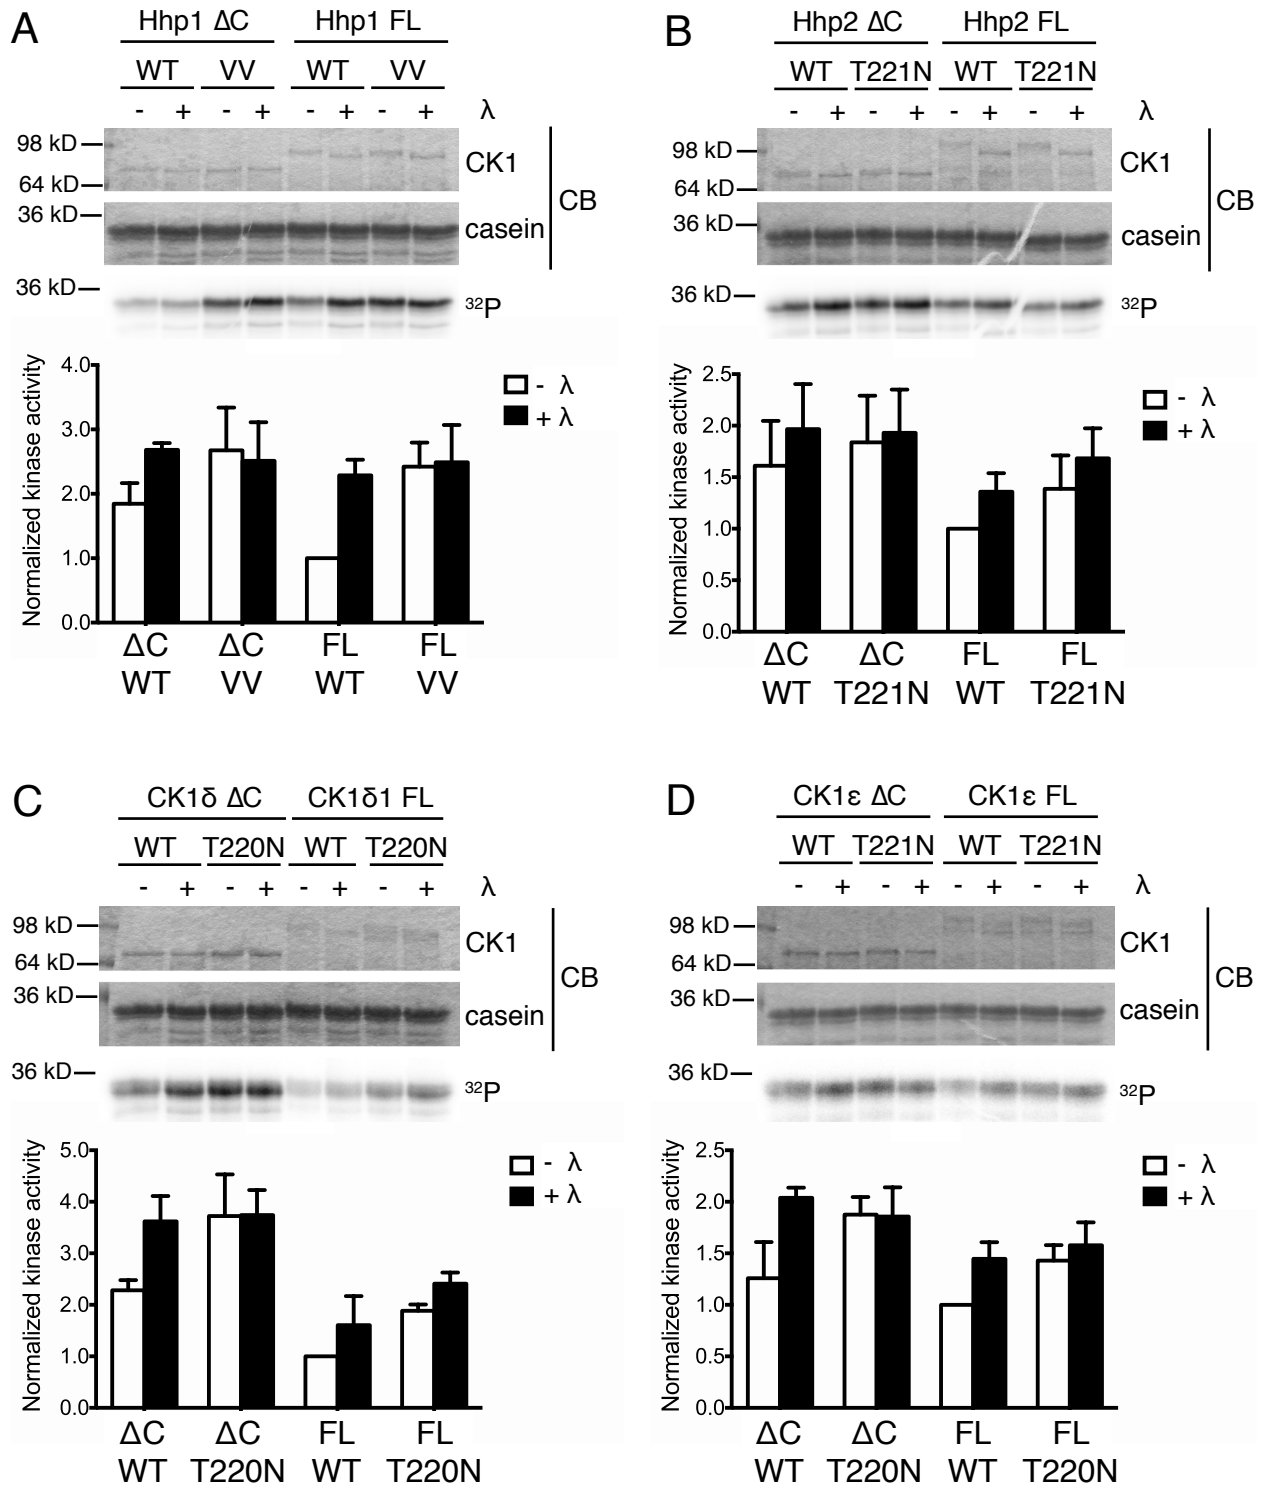 A
Hhp1 ΔC Hhp1 FL
WT VV WT VV
- + - + - + - + λ
98 kD
64 kD
CK1
36 kD
casein
CB
36 kD
32P
Normalized kinase activity
4.0
3.0
2.0
1.0
0.0
- λ
+ λ
ΔC ΔC FL FL
WT VV WT VV
B
Hhp2 ΔC Hhp2 FL
WT T221N WT T221N
- + - + - + - + λ
98 kD
64 kD
CK1
36 kD
casein
CB
36 kD
32P
Normalized kinase activity
2.5
2.0
1.5
1.0
0.5
0.0
- λ
+ λ
ΔC ΔC FL FL
WT T221N WT T221N
C
CK1δ ΔC CK1δ1 FL
WT T220N WT T220N
- + - + - + - + λ
98 kD
64 kD
CK1
36 kD
casein
CB
36 kD
32P
Normalized kinase activity
5.0
4.0
3.0
2.0
1.0
0.0
- λ
+ λ
ΔC ΔC FL FL
WT T220N WT T220N
D
CK1ε ΔC CK1ε FL
WT T221N WT T221N
- + - + - + - + λ
98 kD
64 kD
CK1
36 kD
casein
CB
36 kD
32P
Normalized kinase activity
2.5
2.0
1.5
1.0
0.5
0.0
- λ
+ λ
ΔC ΔC FL FL
WT T220N WT T220N